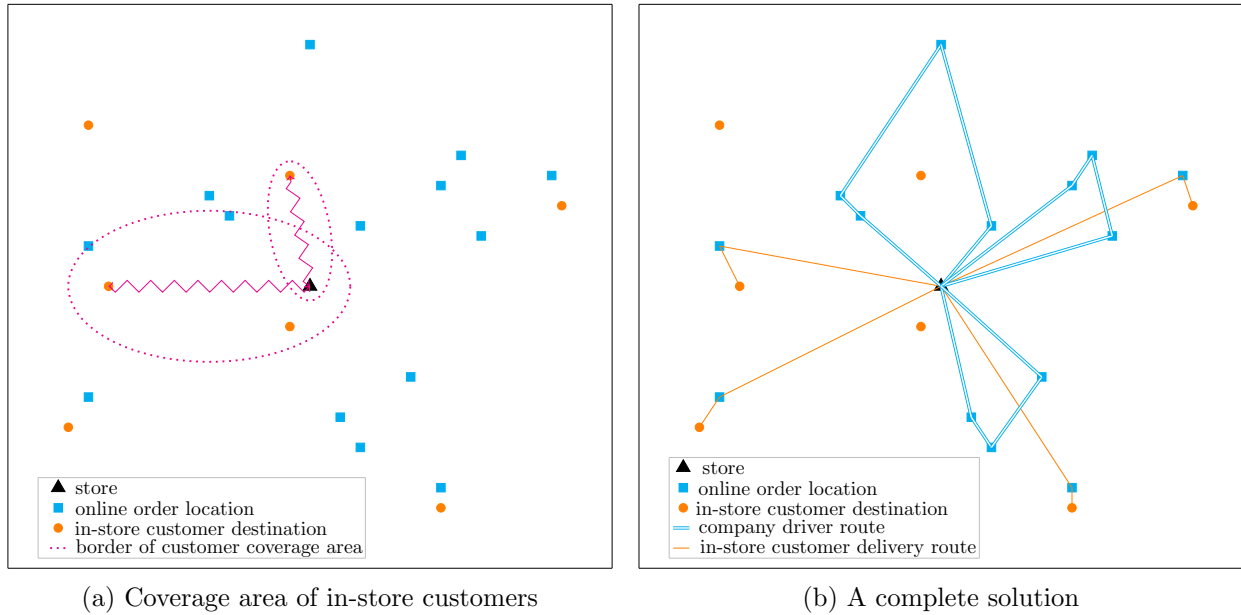 store
online order location
in-store customer destination
border of customer coverage area
(a) Coverage area of in-store customers
store
online order location
in-store customer destination
company driver route
in-store customer delivery route
(b) A complete solution